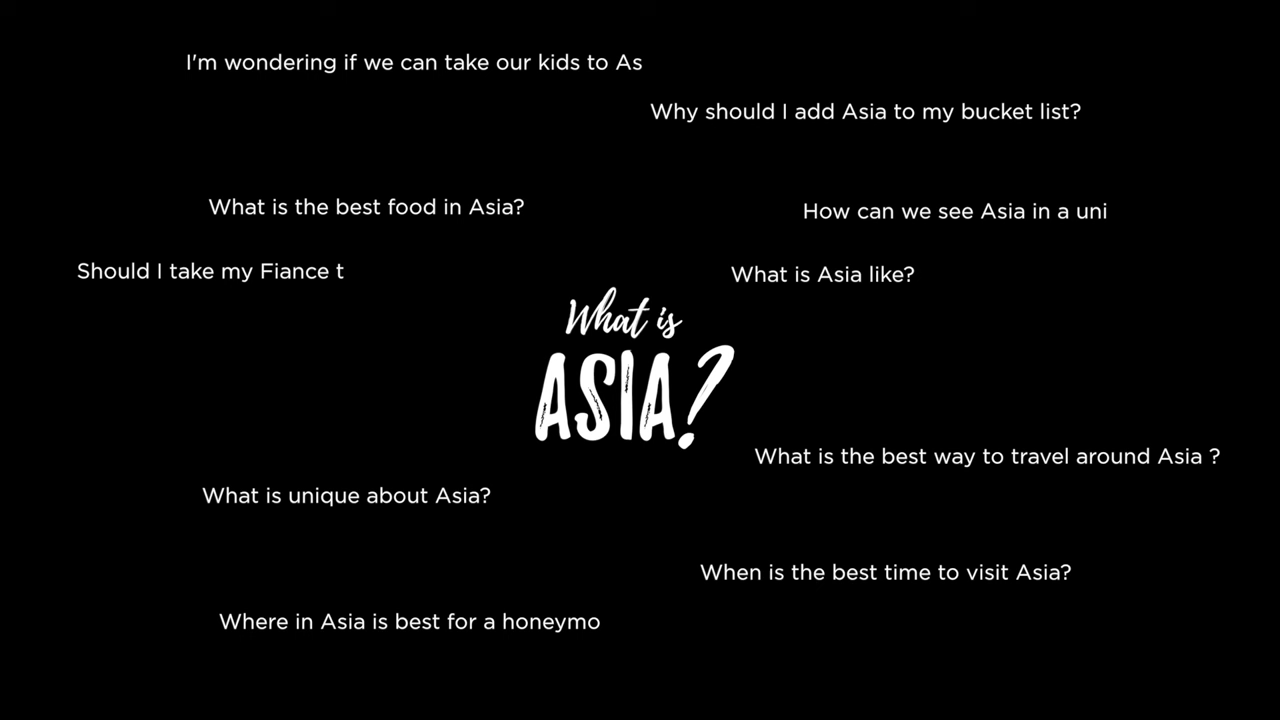 I'm wondering if we can take our kids to As
Why should I add Asia to my bucket list?
What is the best food in Asia?
How can we see Asia in a uni
Should I take my Fiance t
What is Asia like?
What is
ASIA?
What is the best way to travel around Asia ?
What is unique about Asia?
When is the best time to visit Asia?
Where in Asia is best for a honeymo